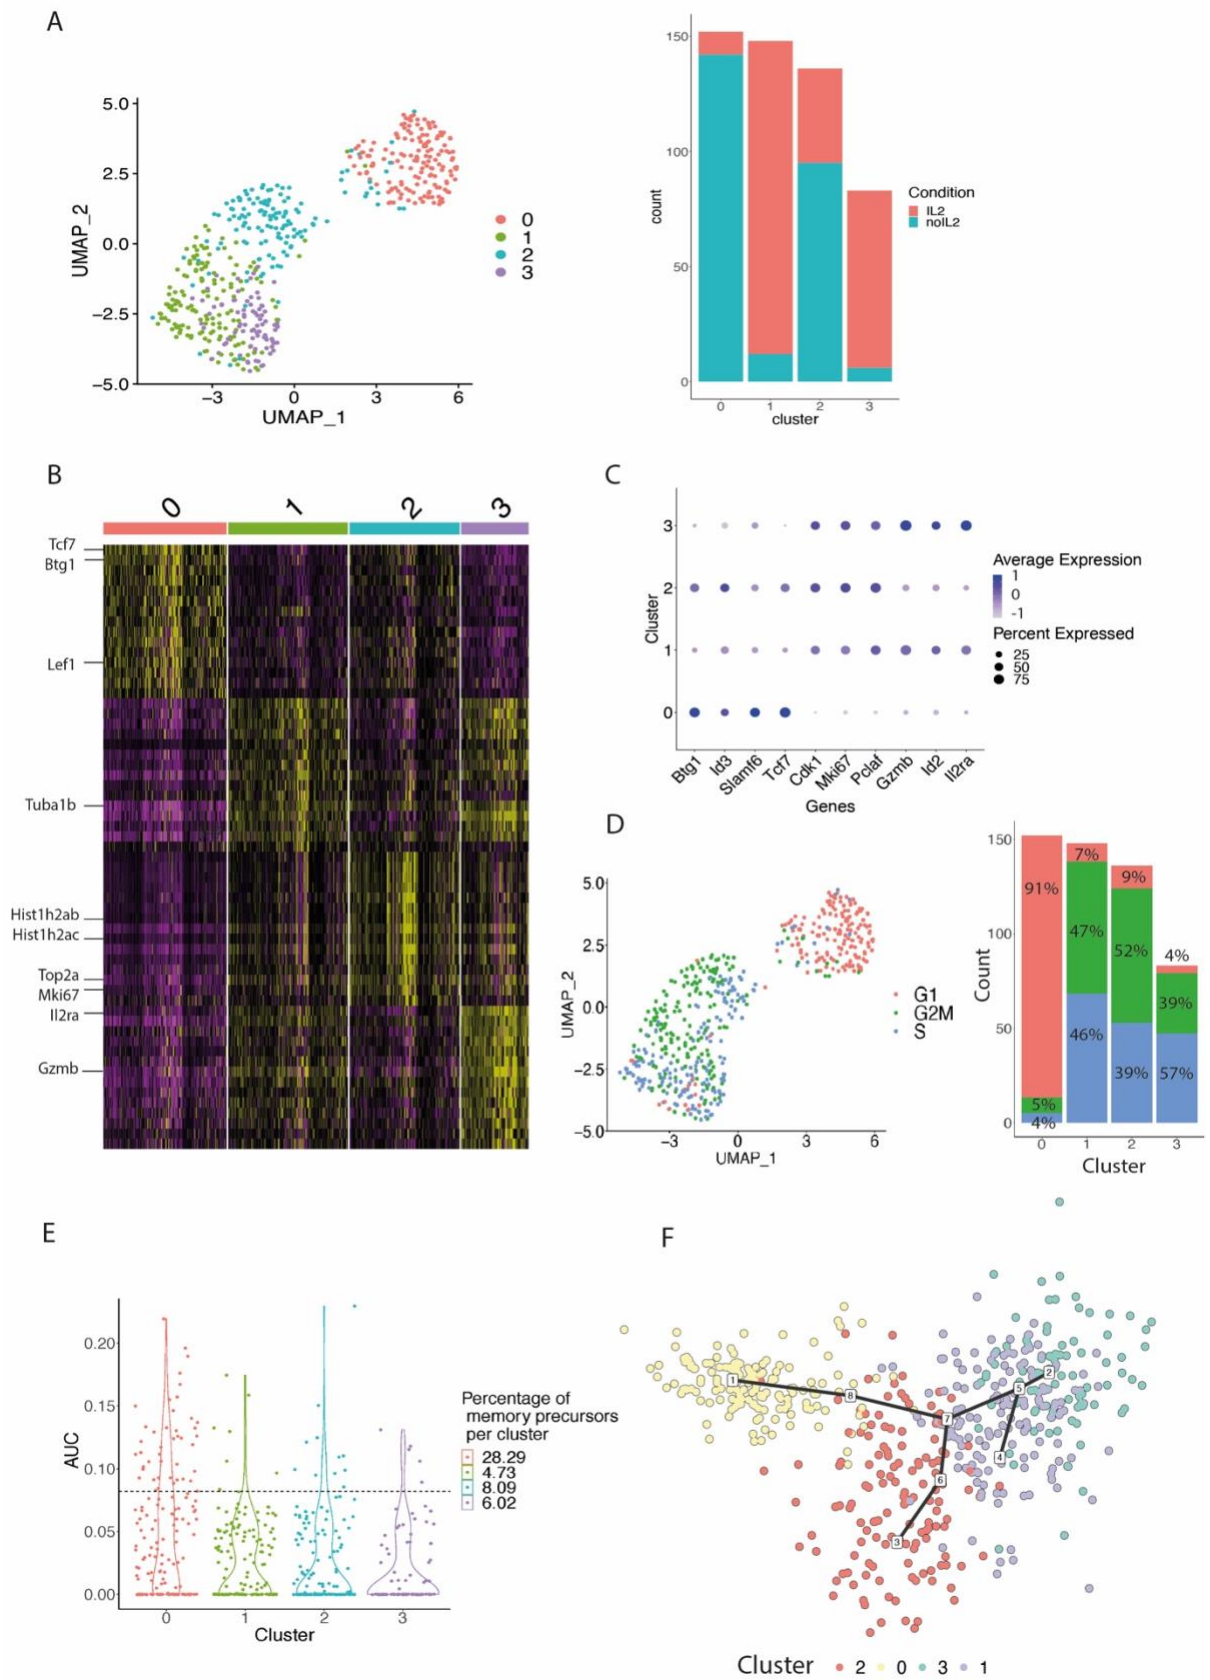 A
5.0
2.5
0.0
−2.5
−5.0
UMAP_2
−3
0
3
6
UMAP_1
0
1
2
3
150
100
50
0
count
0
1
2
3
cluster
Condition
IL2
noIL2
B
0
1
2
3
Tcf7
Btg1
Lef1
Tuba1b
Hist1h2ab
Hist1h2ac
Top2a
Mki67
Il2ra
Gzmb
C
3
2
1
0
Cluster
Btg1
Id3
Slamf6
Tcf7
Cdk1
Mki67
Pclaf
Gzmb
Id2
Il2ra
Genes
Average Expression
1
0
-1
Percent Expressed
25
50
75
D
5.0
2.5
0.0
−2.5
−5.0
UMAP_2
−3
0
3
6
UMAP_1
G1
G2M
S
150
100
50
0
Count
91%
5%
4%
7%
47%
46%
9%
52%
39%
4%
39%
57%
0
1
2
3
Cluster
E
0.20
0.15
0.10
0.05
0.00
AUC
0
1
2
3
Cluster
Percentage of
memory precursors
per cluster
28.29
4.73
8.09
6.02
F
1
8
7
5
2
4
6
3
Cluster
2
0
3
1